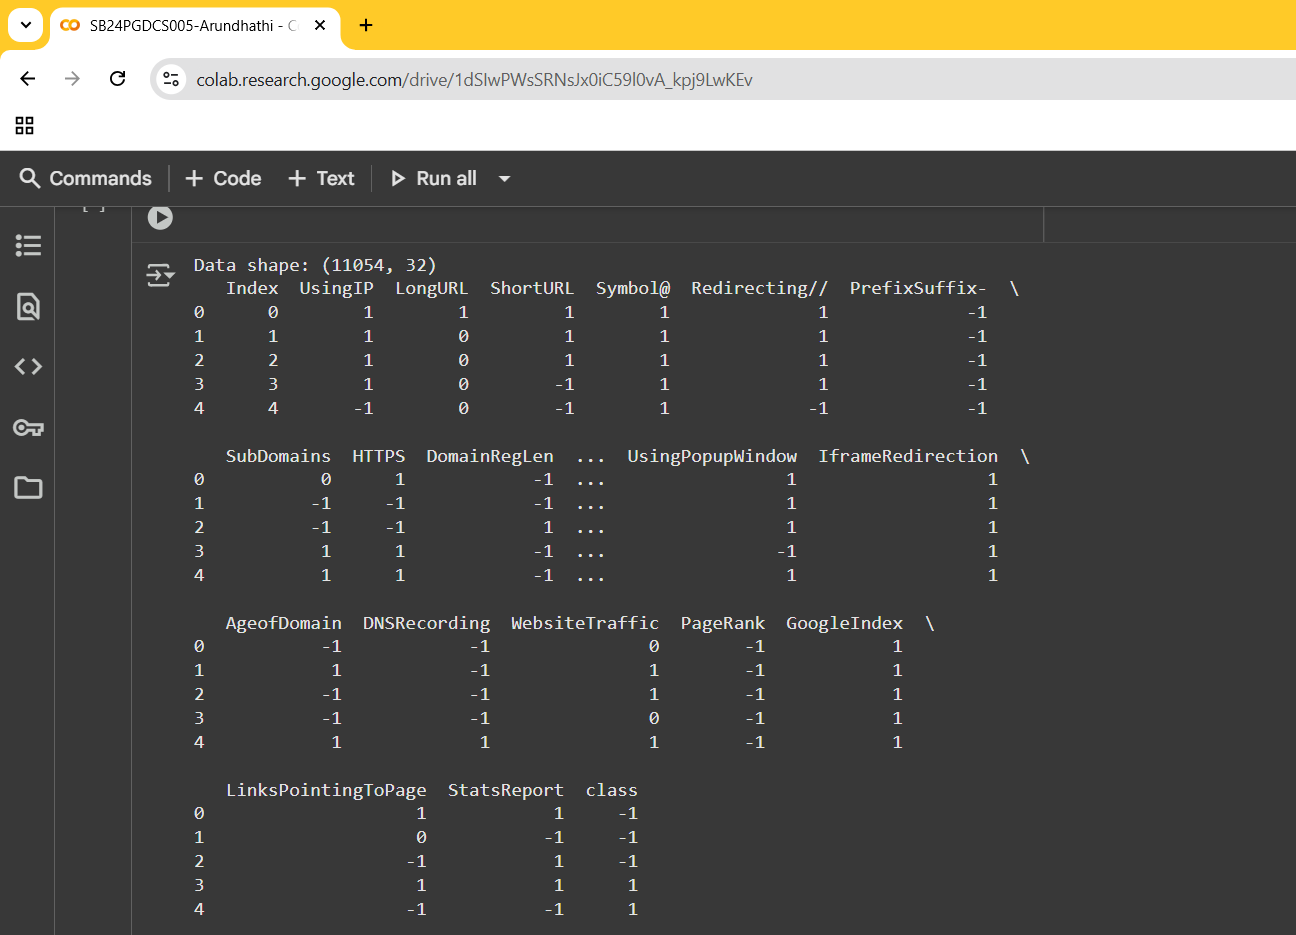 SB24PGDCS005-Arundhathi - C
colab.research.google.com/drive/1dSIwPWsSRNsJx0iC59l0vA_kpj9LwKEv
Commands + Code + Text Run all
[ ]
Data shape: (11054, 32)
Index UsingIP LongURL ShortURL Symbol@ Redirecting// PrefixSuffix- \
0 0 1 1 1 1 1 -1
1 1 1 0 1 1 1 -1
2 2 1 0 1 1 1 -1
3 3 1 0 -1 1 1 -1
4 4 -1 0 -1 1 -1 -1
SubDomains HTTPS DomainRegLen ... UsingPopupWindow IframeRedirection \
0 0 1 -1 ... 1 1
1 -1 -1 -1 ... 1 1
2 -1 -1 1 ... 1 1
3 1 1 -1 ... -1 1
4 1 1 -1 ... 1 1
AgeofDomain DNSRecording WebsiteTraffic PageRank GoogleIndex \
0 -1 -1 0 -1 1
1 1 -1 1 -1 1
2 -1 -1 1 -1 1
3 -1 -1 0 -1 1
4 1 1 1 -1 1
LinksPointingToPage StatsReport class
0 1 1 -1
1 0 -1 -1
2 -1 1 -1
3 1 1 1
4 -1 -1 1